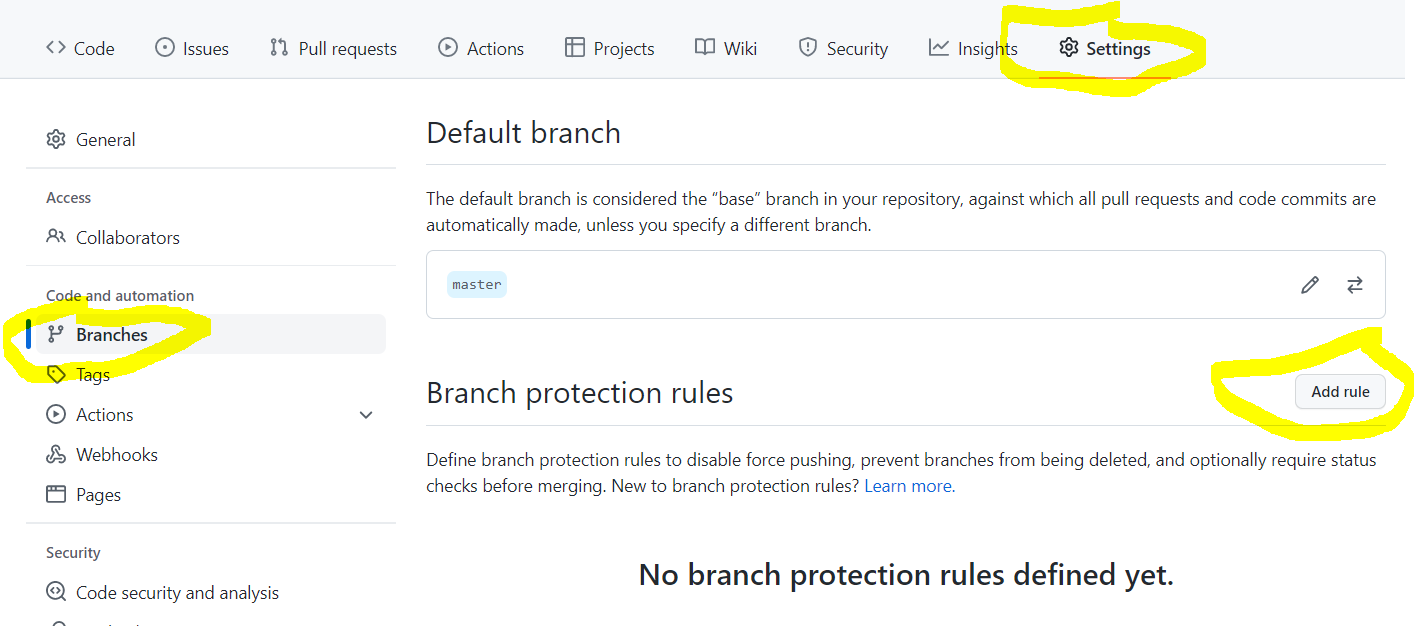 Code Issues Pull requests Actions Projects Wiki Security Insights Settings
General
Access
Collaborators
Code and automation
Branches
Tags
Actions
Webhooks
Pages
Security
Code security and analysis
Default branch
The default branch is considered the “base” branch in your repository, against which all pull requests and code commits are
automatically made, unless you specify a different branch.
master
Branch protection rules
Add rule
Define branch protection rules to disable force pushing, prevent branches from being deleted, and optionally require status
checks before merging. New to branch protection rules? Learn more.
No branch protection rules defined yet.